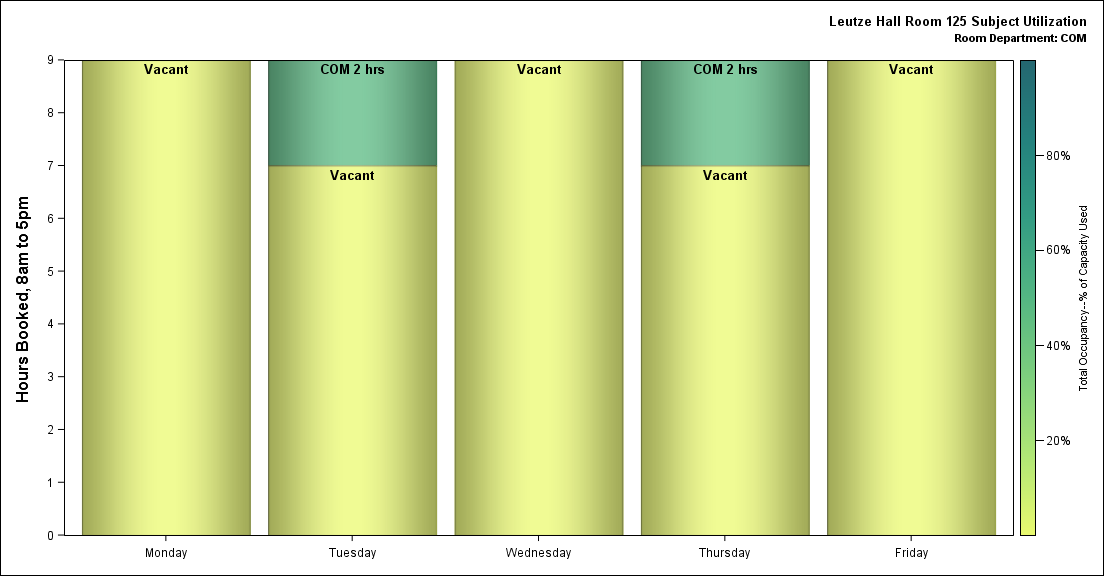 Leutze Hall Room 125 Subject Utilization
Room Department: COM
Hours Booked, 8am to 5pm
9
8
7
6
5
4
3
2
1
0
Vacant
COM 2 hrs
Vacant
COM 2 hrs
Vacant
Vacant
Vacant
Monday
Tuesday
Wednesday
Thursday
Friday
80%
60%
40%
20%
Total Occupancy--% of Capacity Used